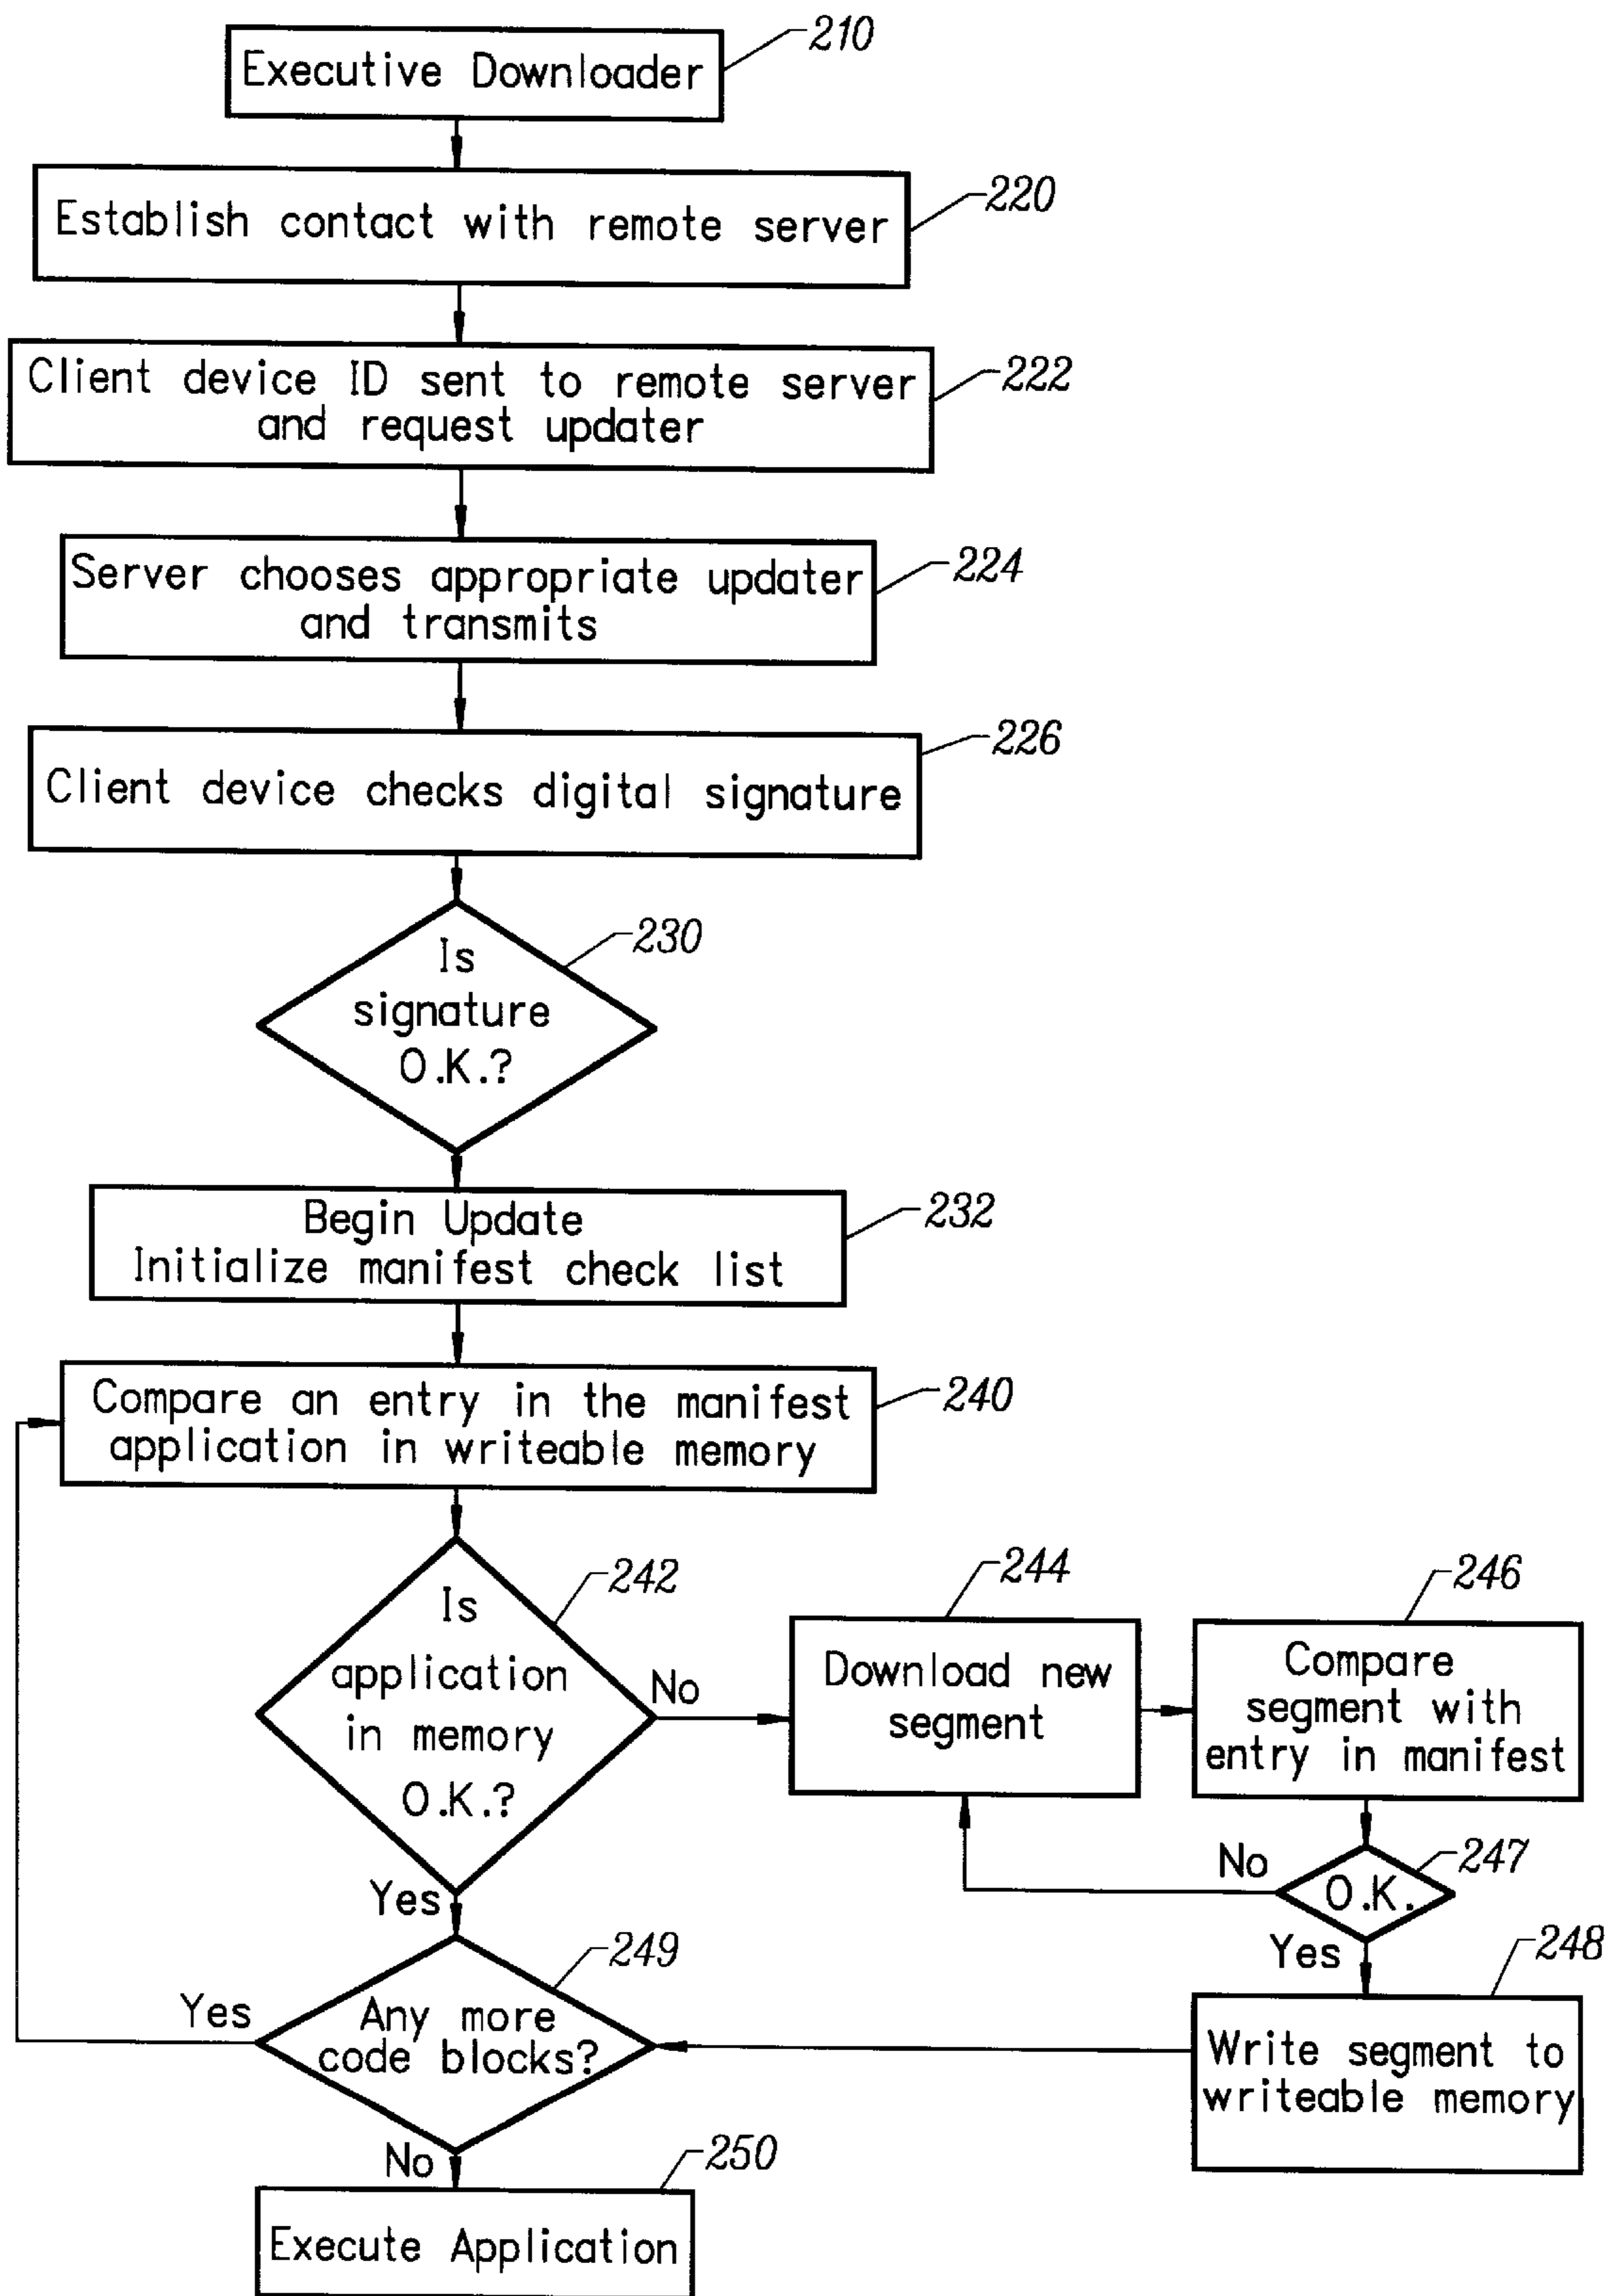 210
Executive Downloader
220
Establish contact with remote server
222
Client device ID sent to remote server
and request updater
224
Server chooses appropriate updater
and transmits
226
Client device checks digital signature
230
Is
signature
O.K.?
232
Begin Update
Initialize manifest check list
240
Compare an entry in the manifest
application in writeable memory
242
Is
application
in memory
O.K.?
No
244
Download new
segment
246
Compare
segment with
entry in manifest
247
O.K.
No
Yes
248
Write segment to
writeable memory
Yes
249
Any more
code blocks?
Yes
No
250
Execute Application